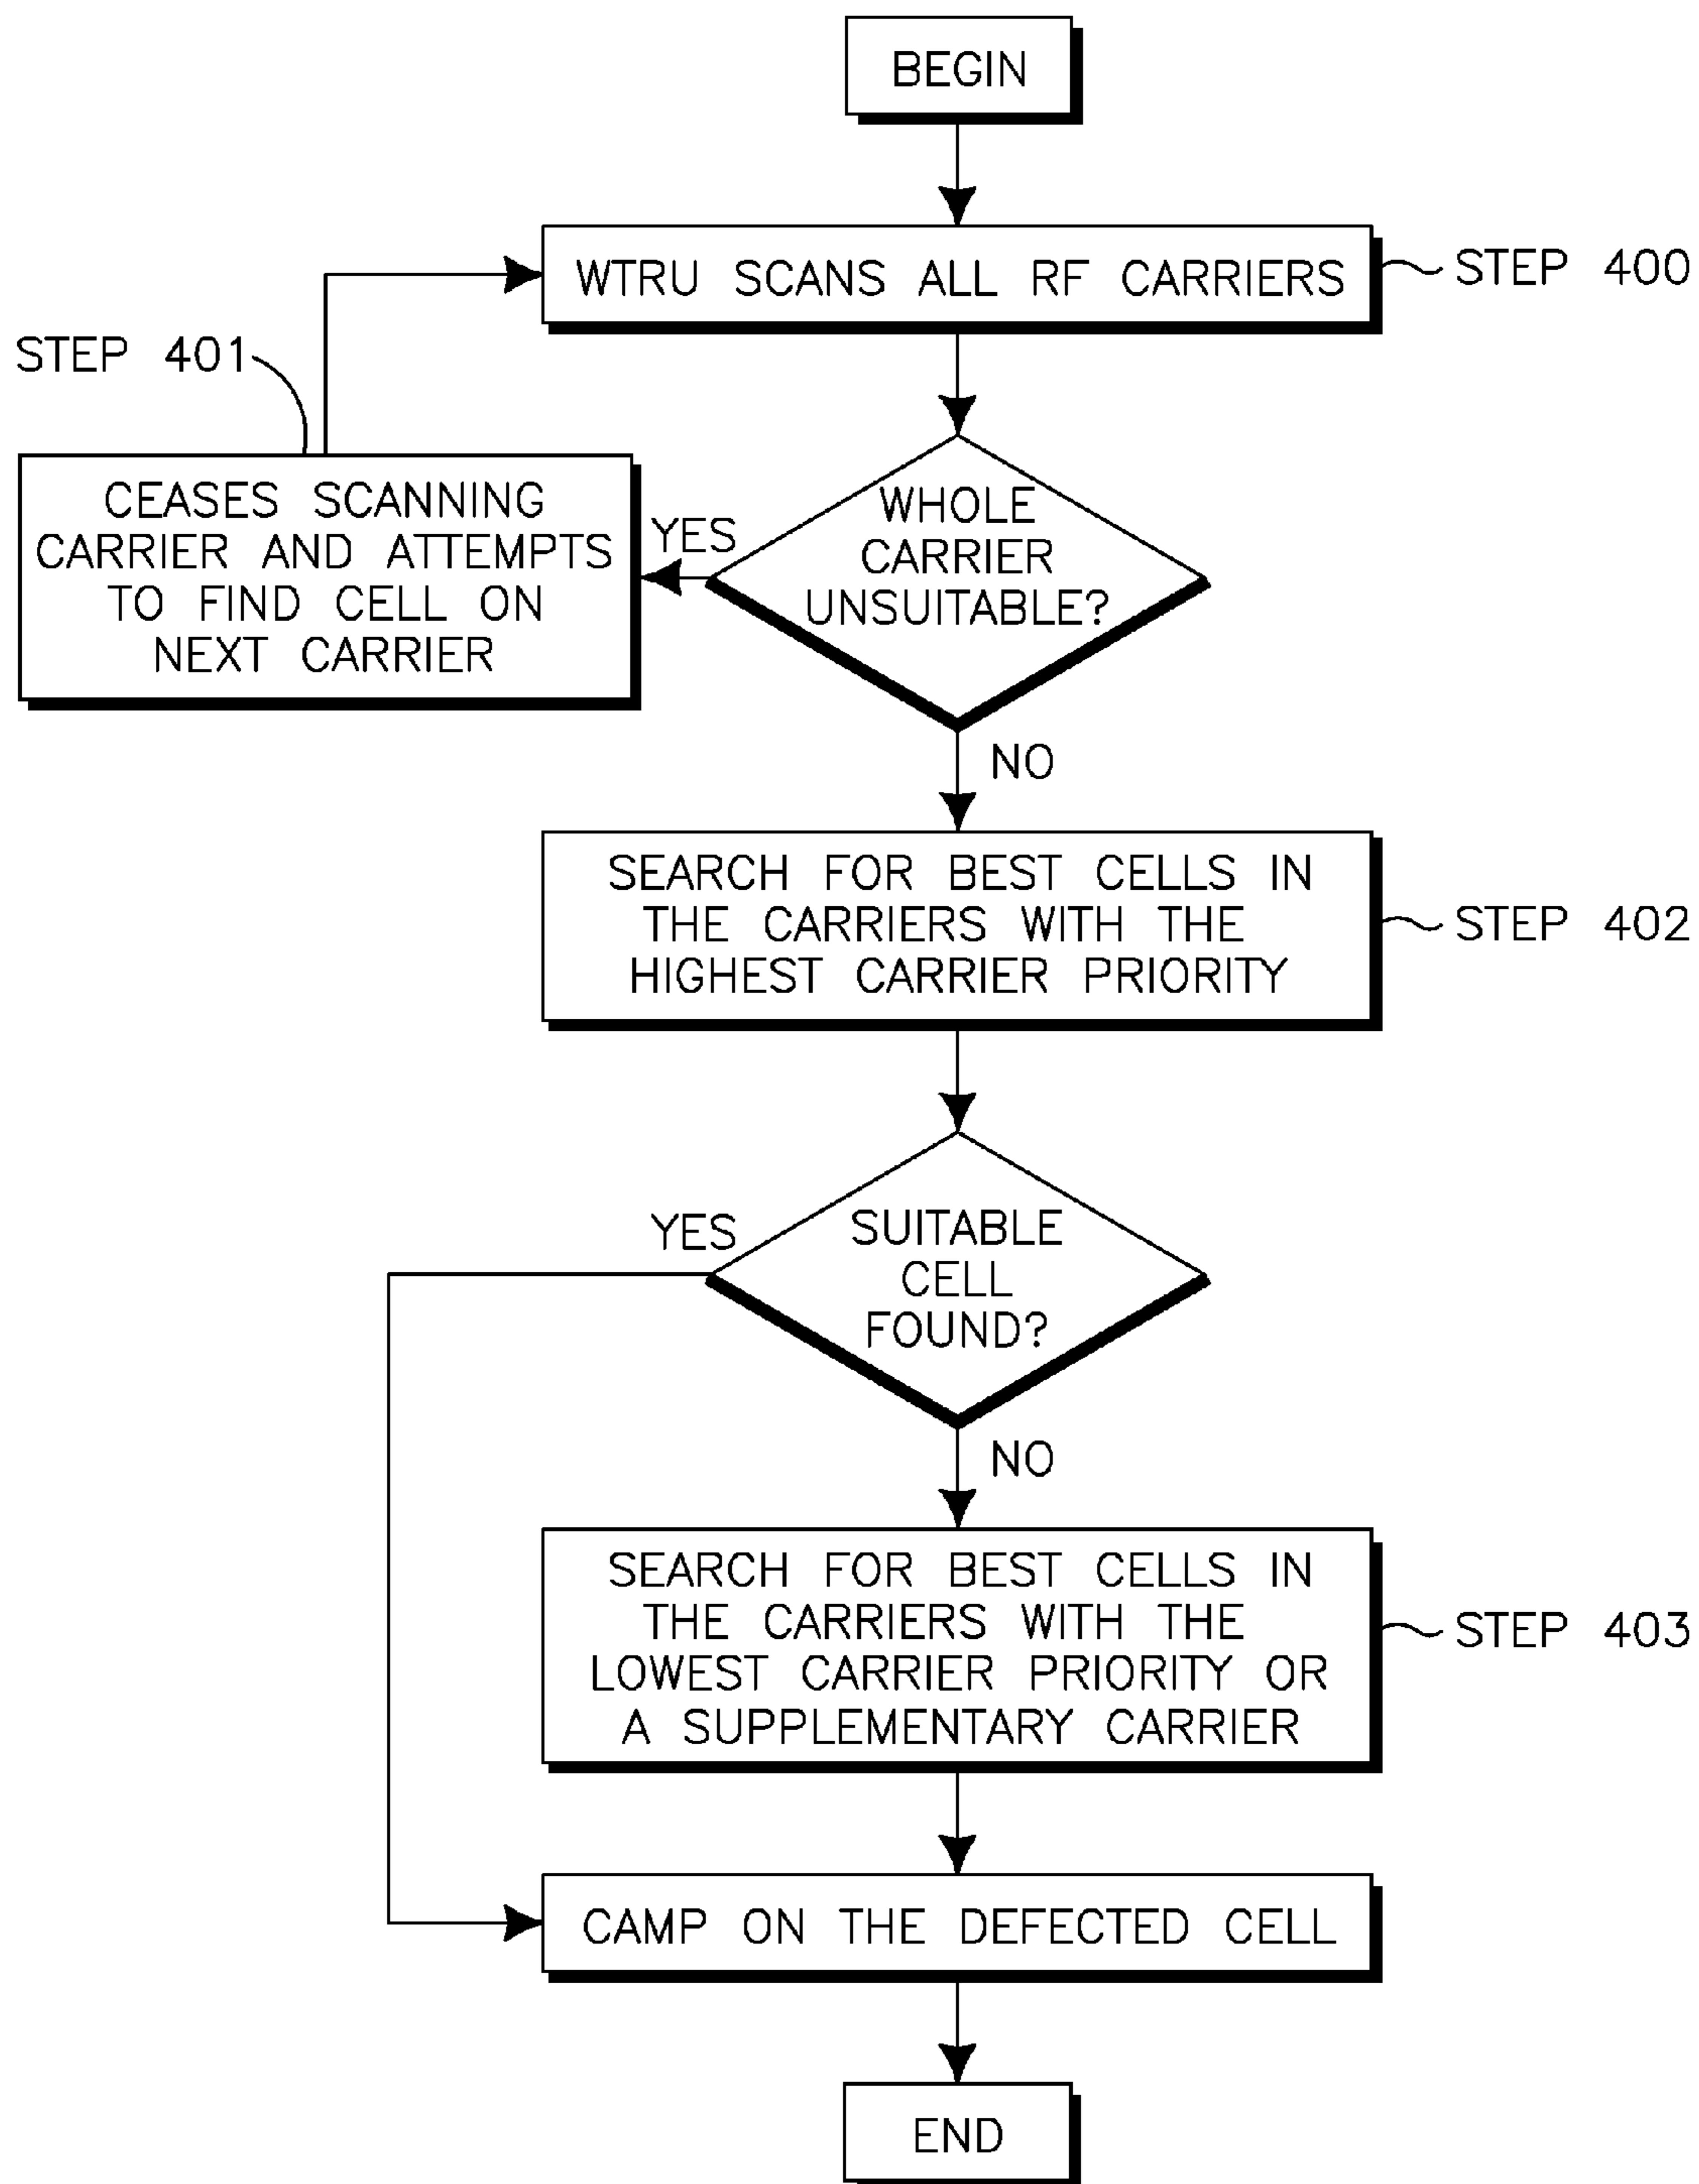 BEGIN
WTRU SCANS ALL RF CARRIERS
STEP 400
STEP 401
CEASES SCANNING
CARRIER AND ATTEMPTS
TO FIND CELL ON
NEXT CARRIER
YES
WHOLE
CARRIER
UNSUITABLE?
NO
SEARCH FOR BEST CELLS IN
THE CARRIERS WITH THE
HIGHEST CARRIER PRIORITY
STEP 402
YES
SUITABLE
CELL
FOUND?
NO
SEARCH FOR BEST CELLS IN
THE CARRIERS WITH THE
LOWEST CARRIER PRIORITY OR
A SUPPLEMENTARY CARRIER
STEP 403
CAMP ON THE DEFECTED CELL
END